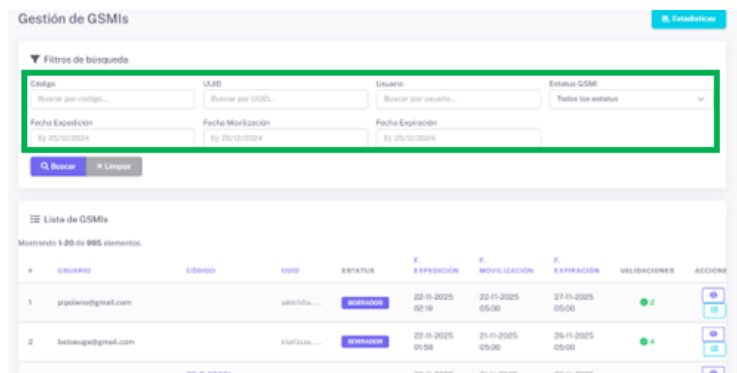 Gestión de GSMIs
Estadísticas
Filtros de búsqueda
Código UUID Usuario Estatus GSMI
Buscar por código... Buscar por UUID... Buscar por usuario... Todos los estatus
Fecha Expedición Fecha Movilización Fecha Expiración
Ej: 25/12/2024 Ej: 25/12/2024 Ej: 25/12/2024
Buscar × Limpiar
Lista de GSMIs
Mostrando 1-20 de 985 elementos.
# USUARIO CÓDIGO UUID ESTATUS F. EXPEDICIÓN F. MOVILIZACIÓN F. EXPIRACIÓN VALIDACIONES ACCIONE
1 pipolano@gmail.com BORRADOR 22-11-2025 22-11-2025 27-11-2025 2
02:19 05:00 05:00
2 betoauga@gmail.com BORRADOR 22-11-2025 21-11-2025 26-11-2025 4
01:58 05:00 05:00